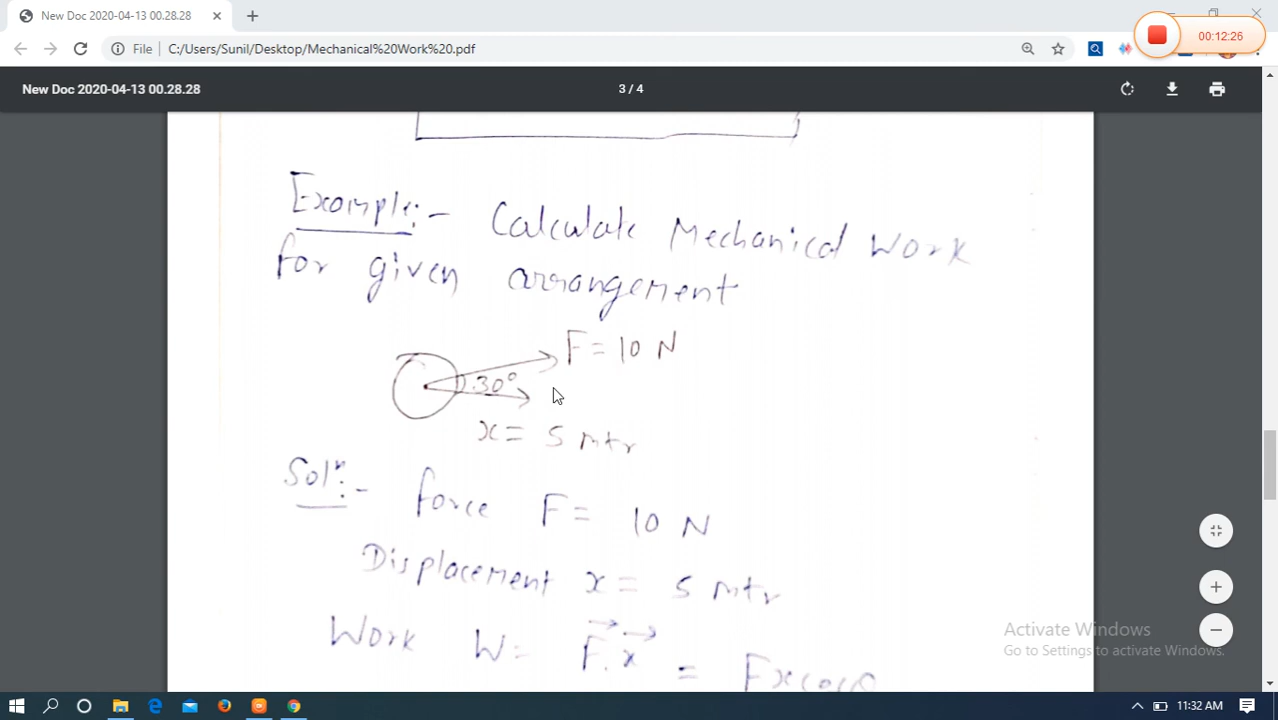 New Doc 2020-04-13 00.28.28
00:12:26
File C:/Users/Sunil/Desktop/Mechanical%20Work%20.pdf
New Doc 2020-04-13 00.28.28
3 / 4
Example:- Calculate Mechanical Work
for given arrangement
F = 10 N
30°
x = 5 mtr
Solⁿ:- force F = 10 N
Displacement x = 5 mtr
Work W = F⃗.x⃗ = Fxcosθ
Activate Windows
Go to Settings to activate Windows.
11:32 AM